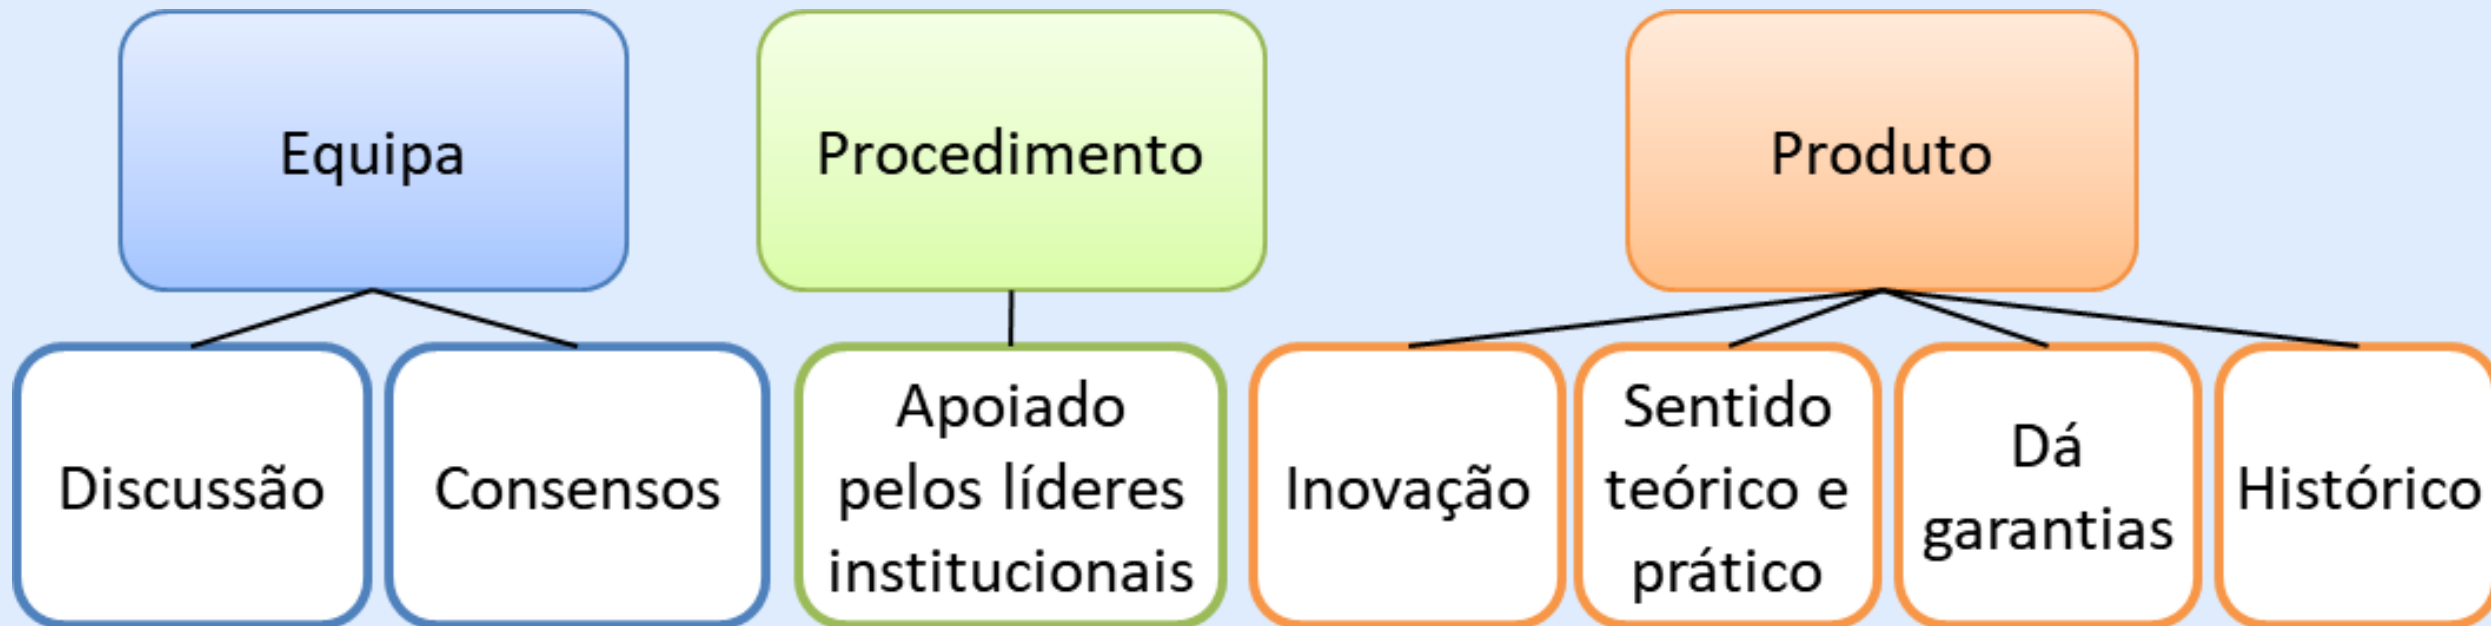 Equipa
Procedimento
Produto
Discussão
Consensos
Apoiado
pelos líderes
institucionais
Inovação
Sentido
teórico e
prático
Dá
garantias
Histórico